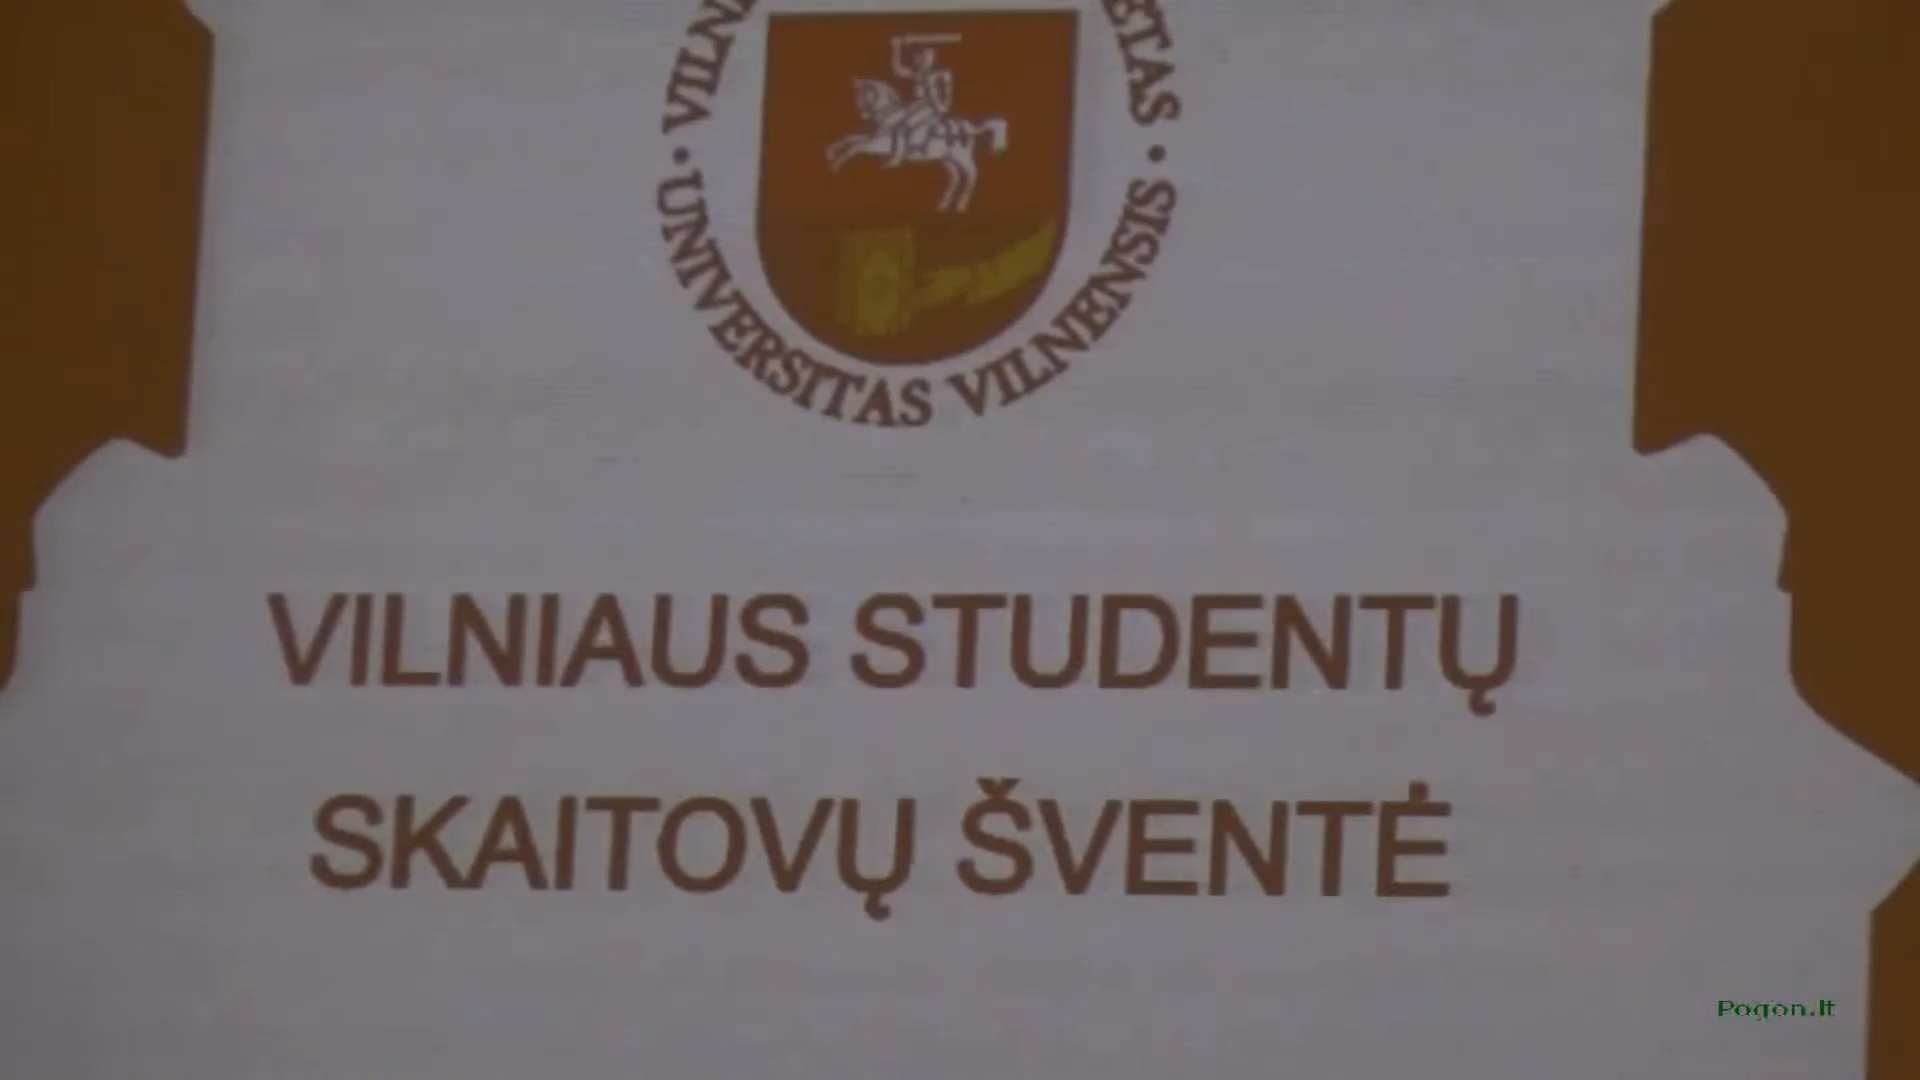 UNIVERSITAS VILNENSIS
VILNIAUS STUDENTŲ
SKAITOVŲ ŠVENTĖ
Pogon.lt